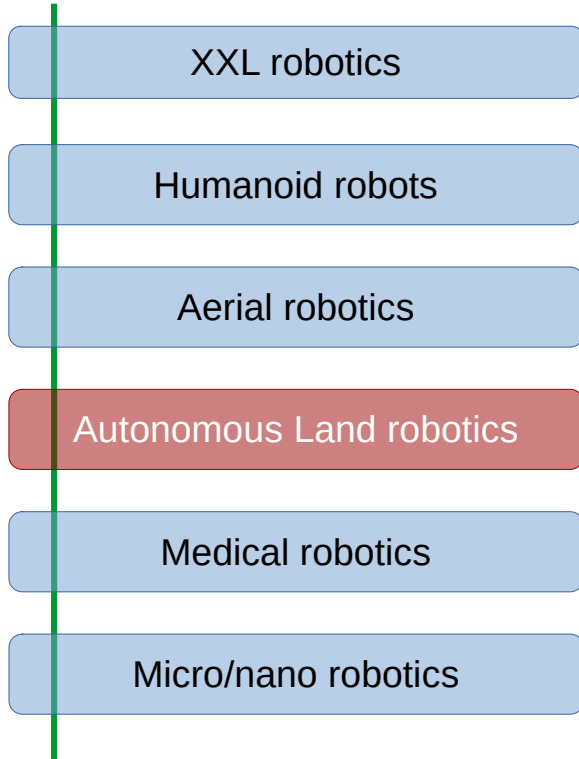 XXL robotics
Humanoid robots
Aerial robotics
Autonomous Land robotics
Medical robotics
Micro/nano robotics